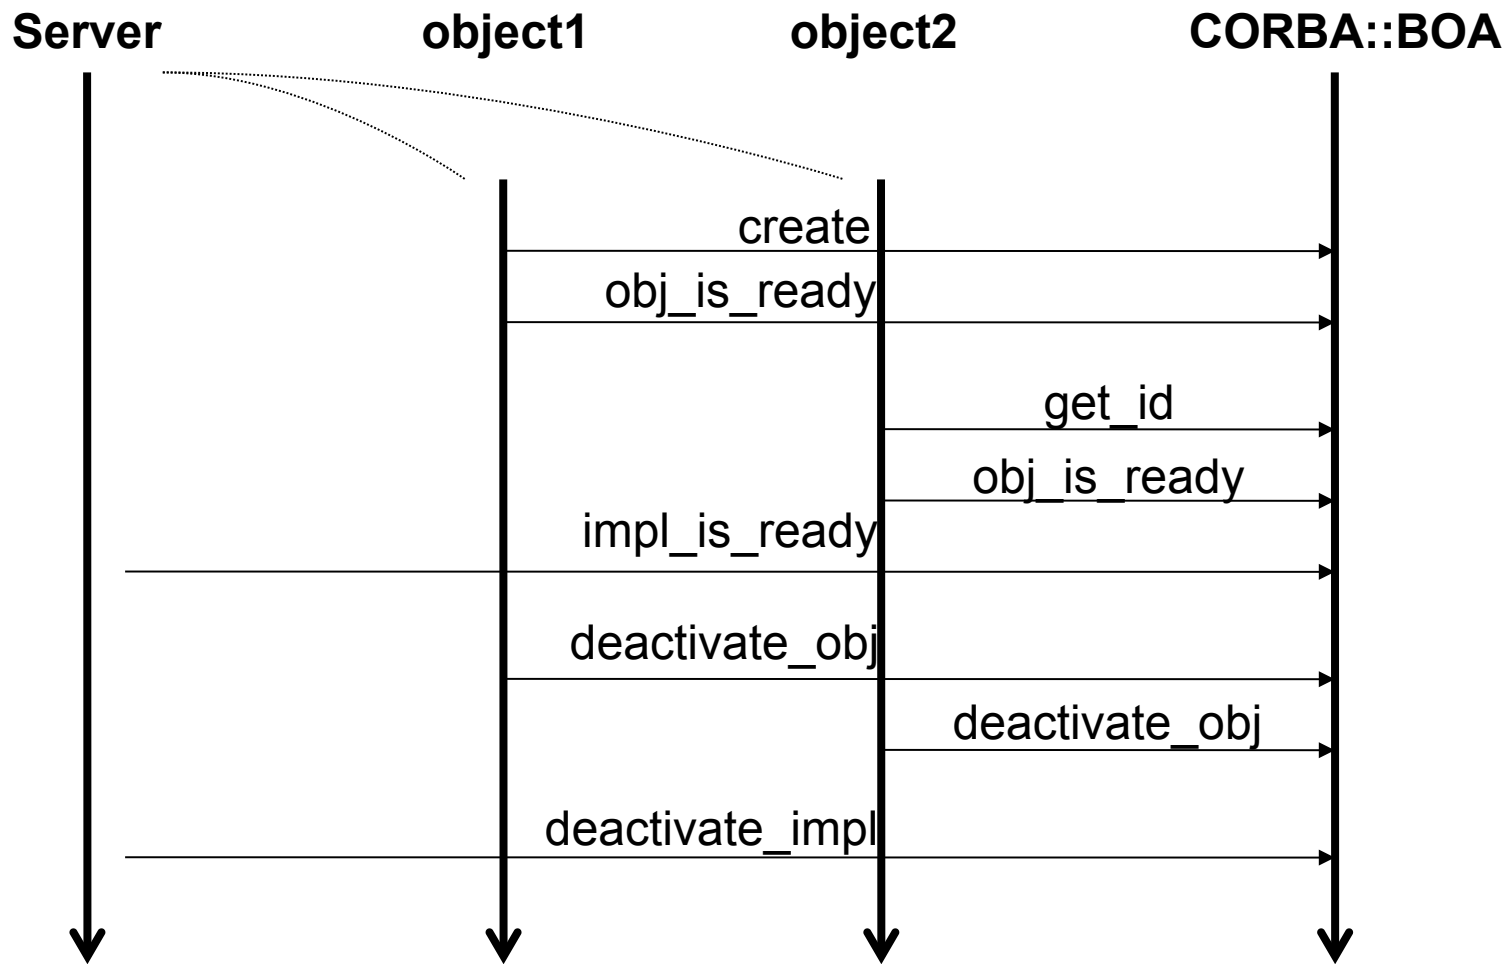 Server object1 object2 CORBA::BOA
create
obj_is_ready
get_id
obj_is_ready
impl_is_ready
deactivate_obj
deactivate_obj
deactivate_impl